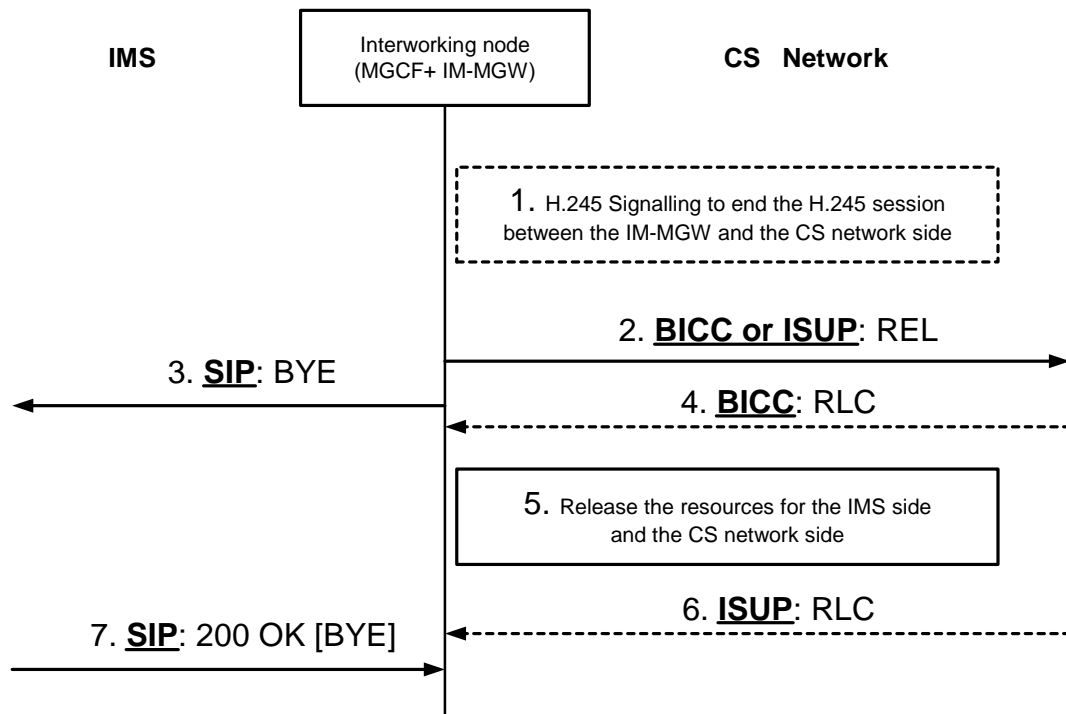 IMS
Interworking node
(MGCF+ IM-MGW)
CS Network
1. H.245 Signalling to end the H.245 session
between the IM-MGW and the CS network side
2. BICC or ISUP: REL
3. SIP: BYE
4. BICC: RLC
5. Release the resources for the IMS side
and the CS network side
6. ISUP: RLC
7. SIP: 200 OK [BYE]